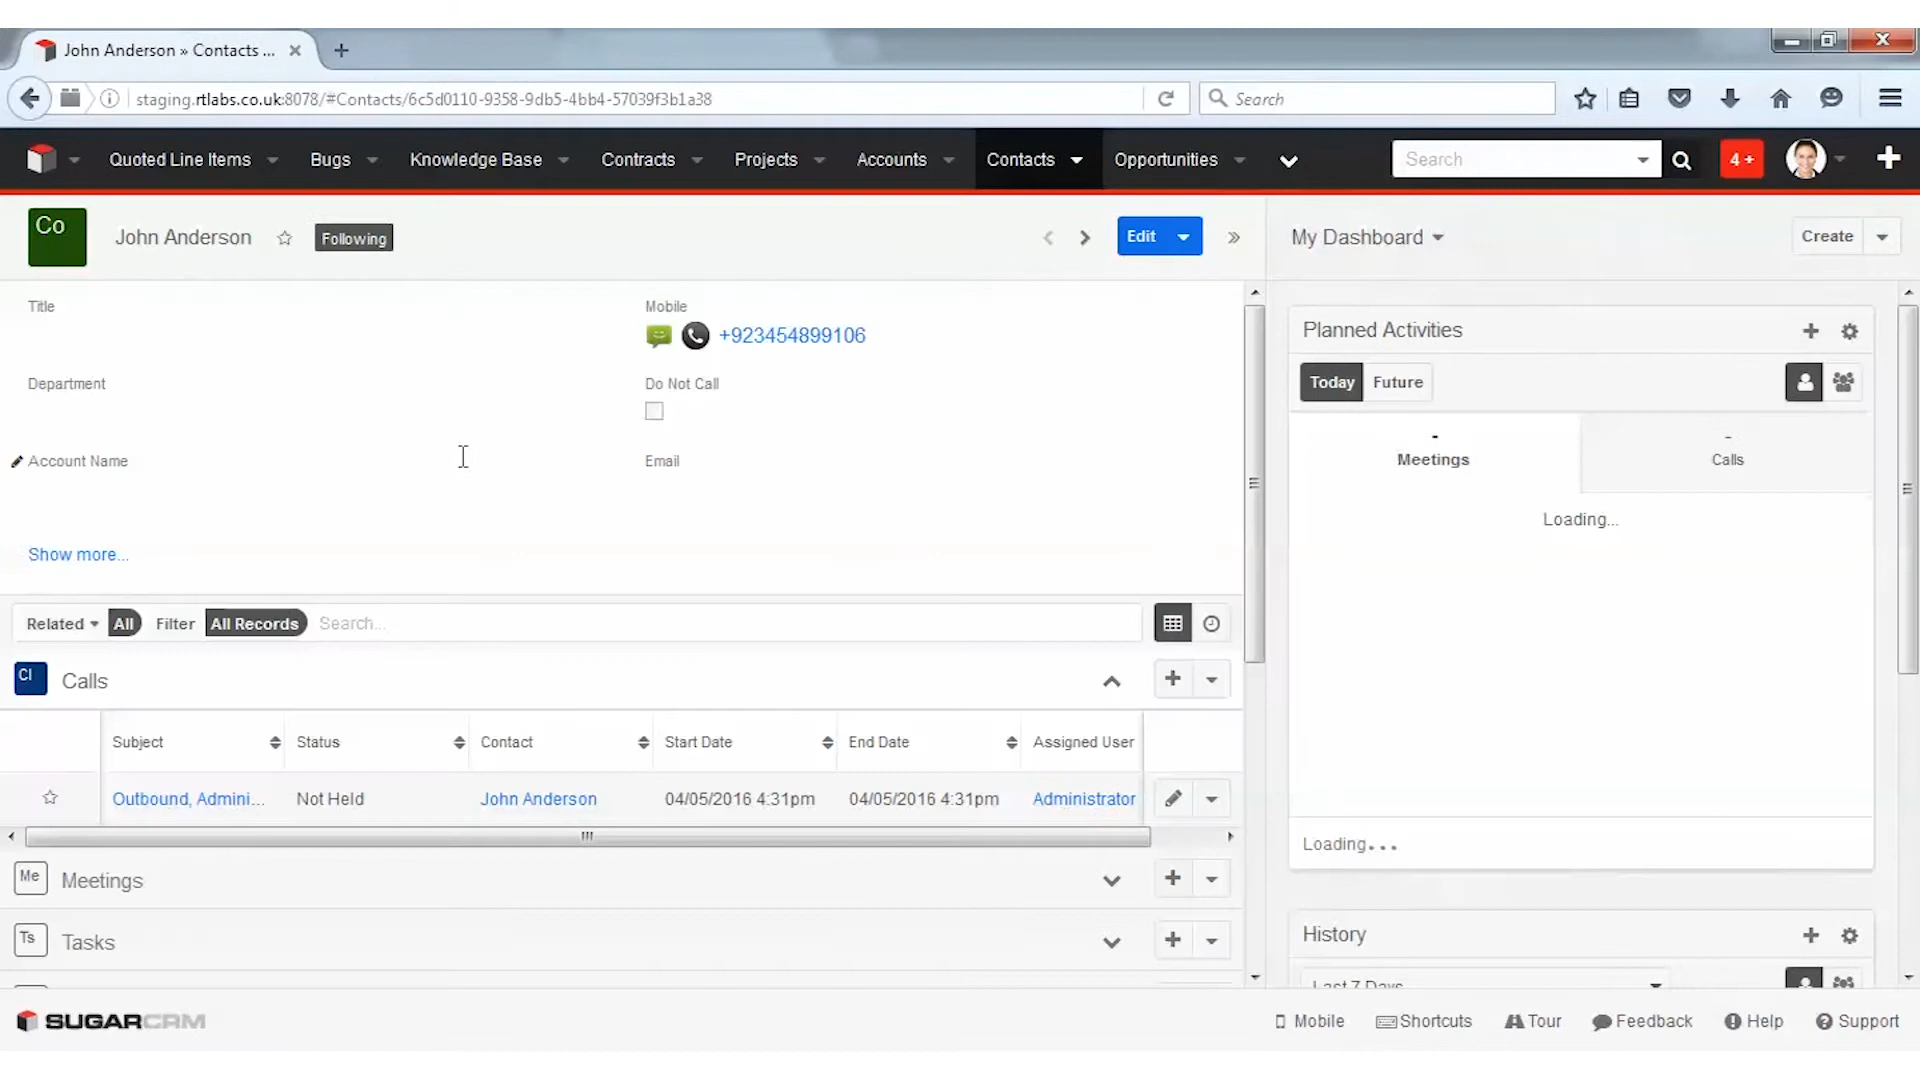 John Anderson » Contacts ...
staging.rtlabs.co.uk:8078/#Contacts/6c5d0110-9358-9db5-4bb4-57039f3b1a38
Search
Quoted Line Items
Bugs
Knowledge Base
Contracts
Projects
Accounts
Contacts
Opportunities
Search
4 +
Co
John Anderson
Following
Edit
My Dashboard
Create
Title
Mobile
+923454899106
Department
Do Not Call
Account Name
Email
Show more...
Planned Activities
Today
Future
-
Meetings
-
Calls
Loading...
Loading...
Related
All
Filter
All Records
Search...
Cl
Calls
Subject
Status
Contact
Start Date
End Date
Assigned User
Outbound, Admini...
Not Held
John Anderson
04/05/2016 4:31pm
04/05/2016 4:31pm
Administrator
Me
Meetings
Ts
Tasks
History
Last 7 Days
SUGARCRM
Mobile
Shortcuts
Tour
Feedback
Help
Support